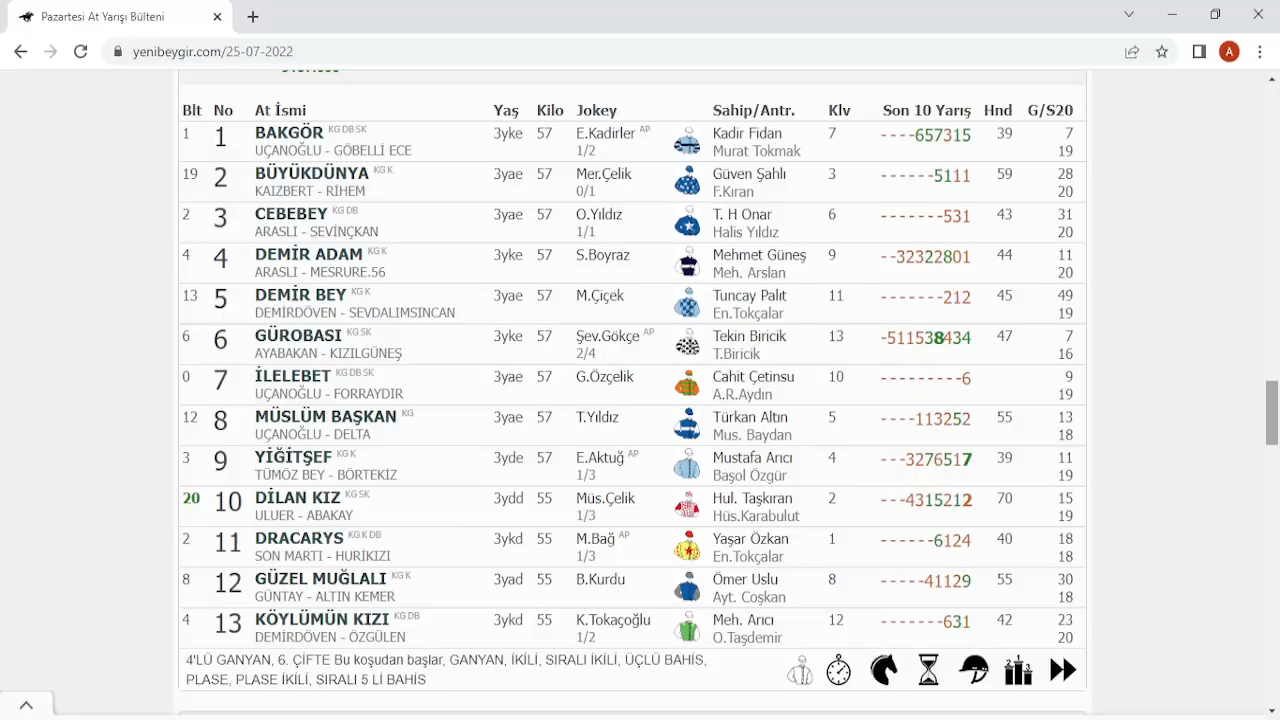 Pazartesi At Yarışı Bülteni
yenibeygir.com/25-07-2022
A
Blt No At İsmi Yaş Kilo Jokey Sahip/Antr. Klv Son 10 Yarış Hnd G/S20
1 1 BAKGÖR KG DB SK 3yke 57 E.Kadirler AP Kadir Fidan 7 ----657315 39 7
UÇANOĞLU - GÖBELLİ ECE 1/2 Murat Tokmak 19
19 2 BÜYÜKDÜNYA KG K 3yae 57 Mer.Çelik Güven Şahlı 3 ------5111 59 28
KAIZBERT - RİHEM 0/1 F.Kıran 20
2 3 CEBEBEY KG DB 3yae 57 O.Yıldız T. H Onar 6 -------531 43 31
ARASLI - SEVİNÇKAN 1/1 Halis Yıldız 20
4 4 DEMİR ADAM KG K 3yke 57 S.Boyraz Mehmet Güneş 9 --32322801 44 11
ARASLI - MESRURE.56 Meh. Arslan 20
13 5 DEMİR BEY KG K 3yae 57 M.Çiçek Tuncay Palıt 11 -------212 45 49
DEMİRDÖVEN - SEVDALIMSINCAN En.Tokçalar 19
6 6 GÜROBASI KG SK 3yke 57 Şev.Gökçe AP Tekin Biricik 13 -511538434 47 7
AYABAKAN - KIZILGÜNEŞ 2/4 T.Biricik 16
0 7 İLELEBET KG DB SK 3yae 57 G.Özçelik Cahit Çetinsu 10 ---------6 9
UÇANOĞLU - FORRAYDIR A.R.Aydın 19
12 8 MÜSLÜM BAŞKAN KG 3yae 57 T.Yıldız Türkan Altın 5 ----113252 55 13
UÇANOĞLU - DELTA Mus. Baydan 18
3 9 YİĞİTŞEF KG K 3yde 57 E.Aktuğ AP Mustafa Arıcı 4 ---3276517 39 11
TÜMÖZ BEY - BÖRTEKİZ 1/3 Başol Özgür 19
20 10 DİLAN KIZ KG SK 3ydd 55 Müs.Çelik Hul. Taşkıran 2 ---4315212 70 15
ULUER - ABAKAY 1/3 Hüs.Karabulut 19
2 11 DRACARYS KG K DB 3ykd 55 M.Bağ AP Yaşar Özkan 1 ------6124 40 18
SON MARTI - HURİKIZI 1/3 En.Tokçalar 18
8 12 GÜZEL MUĞLALI KG K 3yad 55 B.Kurdu Ömer Uslu 8 -----41129 55 30
GÜNTAY - ALTIN KEMER Ayt. Coşkan 18
4 13 KÖYLÜMÜN KIZI KG DB 3ykd 55 K.Tokaçoğlu Meh. Arıcı 12 -------631 42 23
DEMİRDÖVEN - ÖZGÜLEN 1/2 O.Taşdemir 20
4'LÜ GANYAN, 6. ÇİFTE Bu koşudan başlar, GANYAN, İKİLİ, SIRALI İKİLİ, ÜÇLÜ BAHİS,
PLASE, PLASE İKİLİ, SIRALI 5 Lİ BAHİS